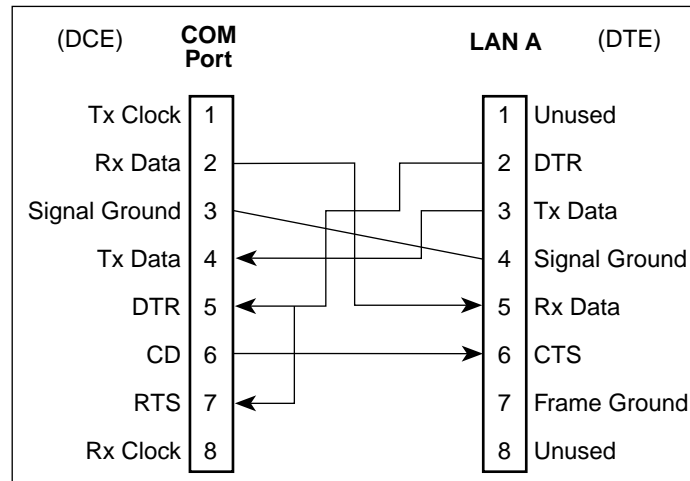 (DCE) COM Port LAN A (DTE)
Tx Clock 1 1 Unused
Rx Data 2 2 DTR
Signal Ground 3 3 Tx Data
Tx Data 4 4 Signal Ground
DTR 5 5 Rx Data
CD 6 6 CTS
RTS 7 7 Frame Ground
Rx Clock 8 8 Unused